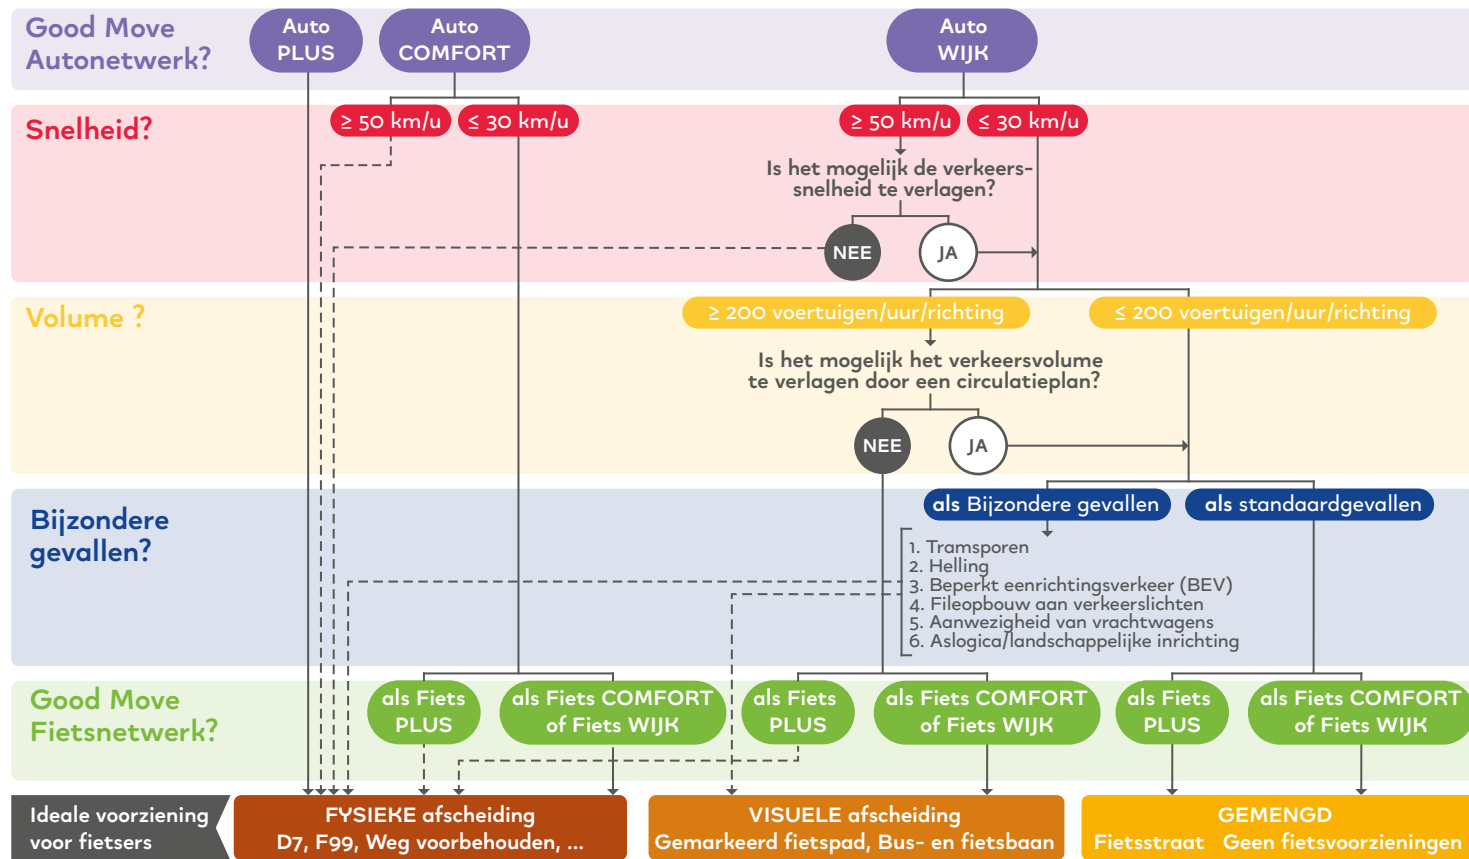 Good Move
Autonetwerk?
Auto
PLUS
Auto
COMFORT
Auto
WIJK
Snelheid?
≥ 50 km/u
≤ 30 km/u
≥ 50 km/u
≤ 30 km/u
Is het mogelijk de verkeers-
snelheid te verlagen?
NEE
JA
Volume ?
≥ 200 voertuigen/uur/richting
≤ 200 voertuigen/uur/richting
Is het mogelijk het verkeersvolume
te verlagen door een circulatieplan?
NEE
JA
Bijzondere
gevallen?
als Bijzondere gevallen
als standaardgevallen
1. Tramsporen
2. Helling
3. Beperkt eenrichtingsverkeer (BEV)
4. Fileopbouw aan verkeerslichten
5. Aanwezigheid van vrachtwagens
6. Aslogica/landschappelijke inrichting
Good Move
Fietsnetwerk?
als Fiets
PLUS
als Fiets COMFORT
of Fiets WIJK
als Fiets
PLUS
als Fiets COMFORT
of Fiets WIJK
als Fiets
PLUS
als Fiets COMFORT
of Fiets WIJK
Ideale voorziening
voor fietsers
FYSIEKE afscheiding
D7, F99, Weg voorbehouden, ...
VISUELE afscheiding
Gemarkeerd fietspad, Bus- en fietsbaan
GEMENGD
Fietsstraat Geen fietsvoorzieningen